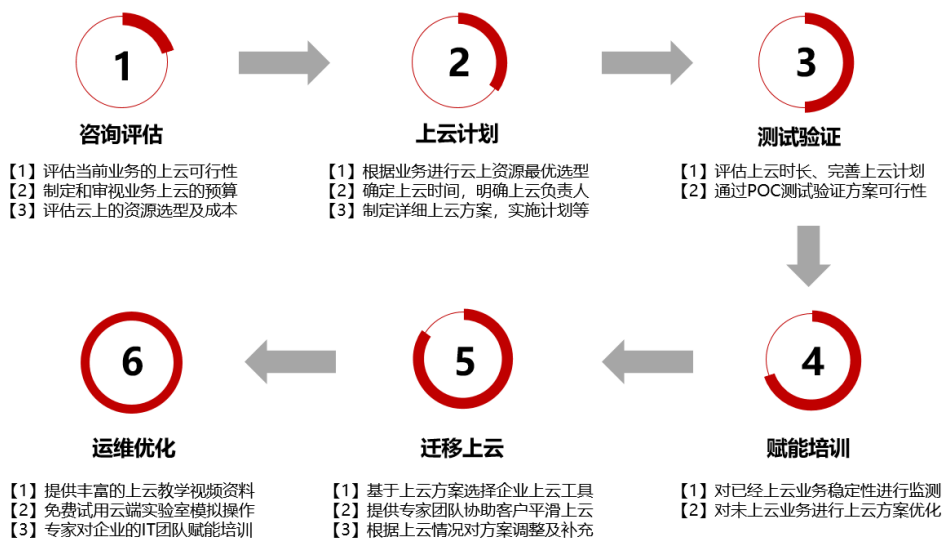 1
咨询评估
【1】评估当前业务的上云可行性
【2】制定和审视业务上云的预算
【3】评估云上的资源选型及成本
2
上云计划
【1】根据业务进行云上资源最优选型
【2】确定上云时间，明确上云负责人
【3】制定详细上云方案，实施计划等
3
测试验证
【1】评估上云时长、完善上云计划
【2】通过POC测试验证方案可行性
4
赋能培训
【1】对已经上云业务稳定性进行监测
【2】对未上云业务进行上云方案优化
5
迁移上云
【1】基于上云方案选择企业上云工具
【2】提供专家团队协助客户平滑上云
【3】根据上云情况对方案调整及补充
6
运维优化
【1】提供丰富的上云教学视频资料
【2】免费试用云端实验室模拟操作
【3】专家对企业的IT团队赋能培训